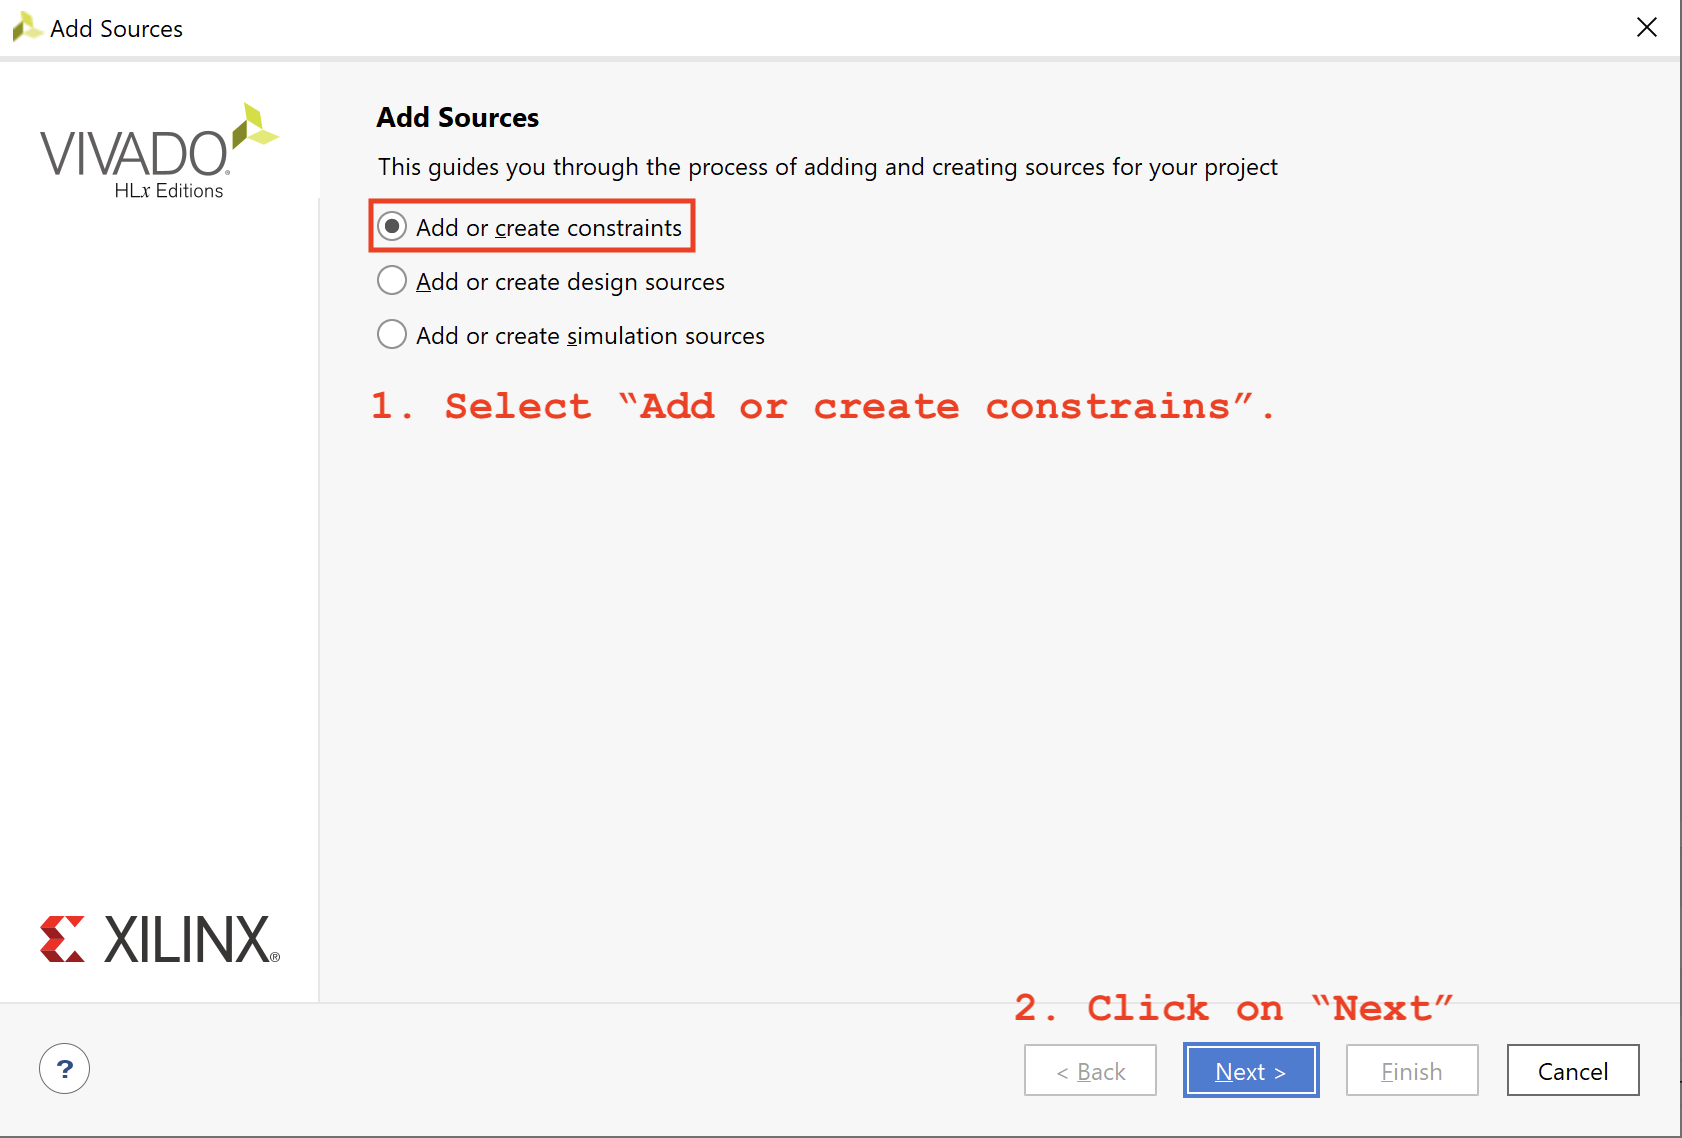 Add Sources
VIVADO®
HLx Editions
Add Sources
This guides you through the process of adding and creating sources for your project
Add or create constraints
Add or create design sources
Add or create simulation sources
1. Select “Add or create constrains”.
XILINX®
2. Click on “Next”
?
< Back
Next >
Finish
Cancel